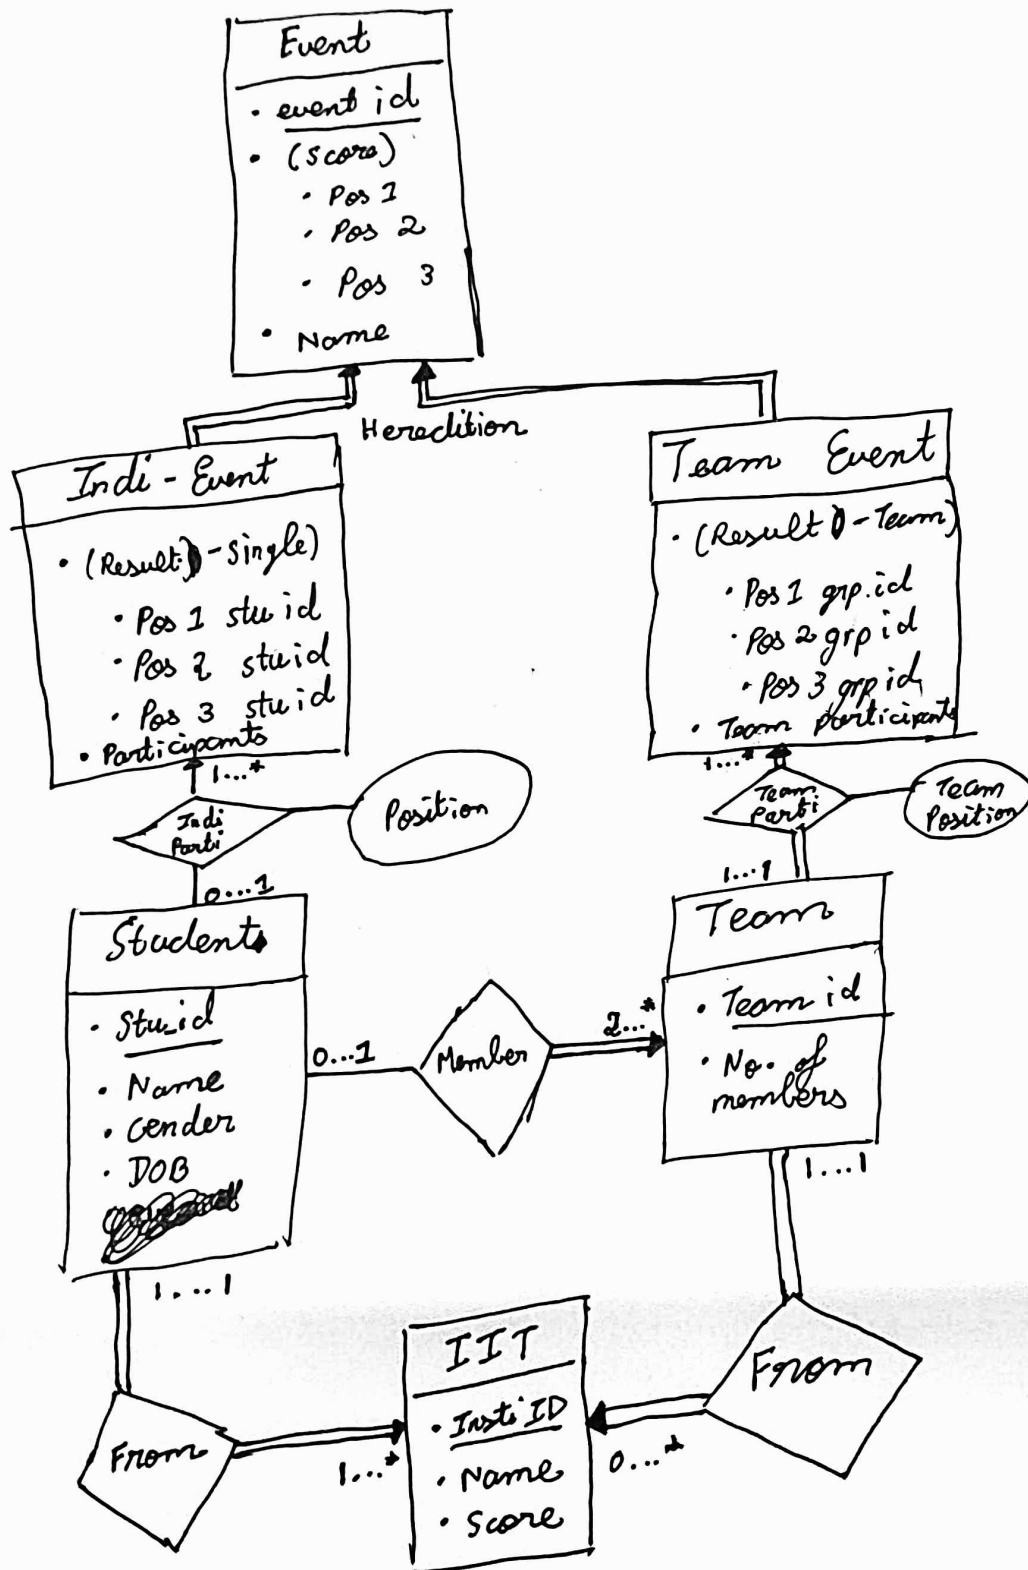 Event
• event id
• (Score)
• Pos 1
• Pos 2
• Pos 3
• Name
Heredition
Indi - Event
• (Result - Single)
• Pos 1 stu id
• Pos 2 stuid
• Pos 3 stuid
• Participants
1...*
Indi
Parti
Position
0...1
Team Event
• (Result - Team)
• Pos 1 grp.id
• Pos 2 grp id
• Pos 3 grp id
• Team participants
1...*
Team
Parti
Team
Position
1...1
Student
• Stu_id
• Name
• Gender
• DOB
0...1
Member
2...*
Team
• Team id
• No. of
members
1...1
1...1
From
1...*
IIT
• Insti ID
• Name
• Score
From
0...*